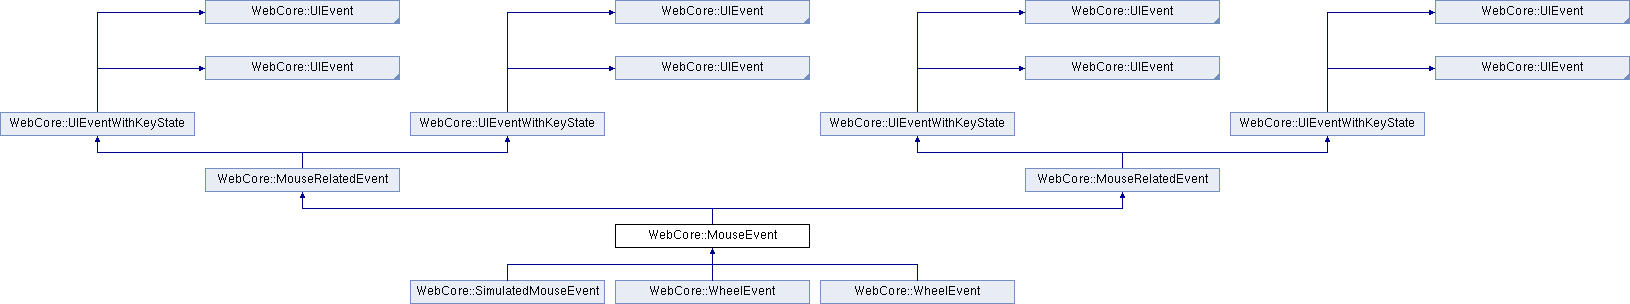 WebCore::UIEvent
WebCore::UIEvent
WebCore::UIEvent
WebCore::UIEvent
WebCore::UIEvent
WebCore::UIEvent
WebCore::UIEvent
WebCore::UIEvent
WebCore::UIEventWithKeyState
WebCore::UIEventWithKeyState
WebCore::UIEventWithKeyState
WebCore::UIEventWithKeyState
WebCore::MouseRelatedEvent
WebCore::MouseRelatedEvent
WebCore::MouseEvent
WebCore::SimulatedMouseEvent
WebCore::WheelEvent
WebCore::WheelEvent